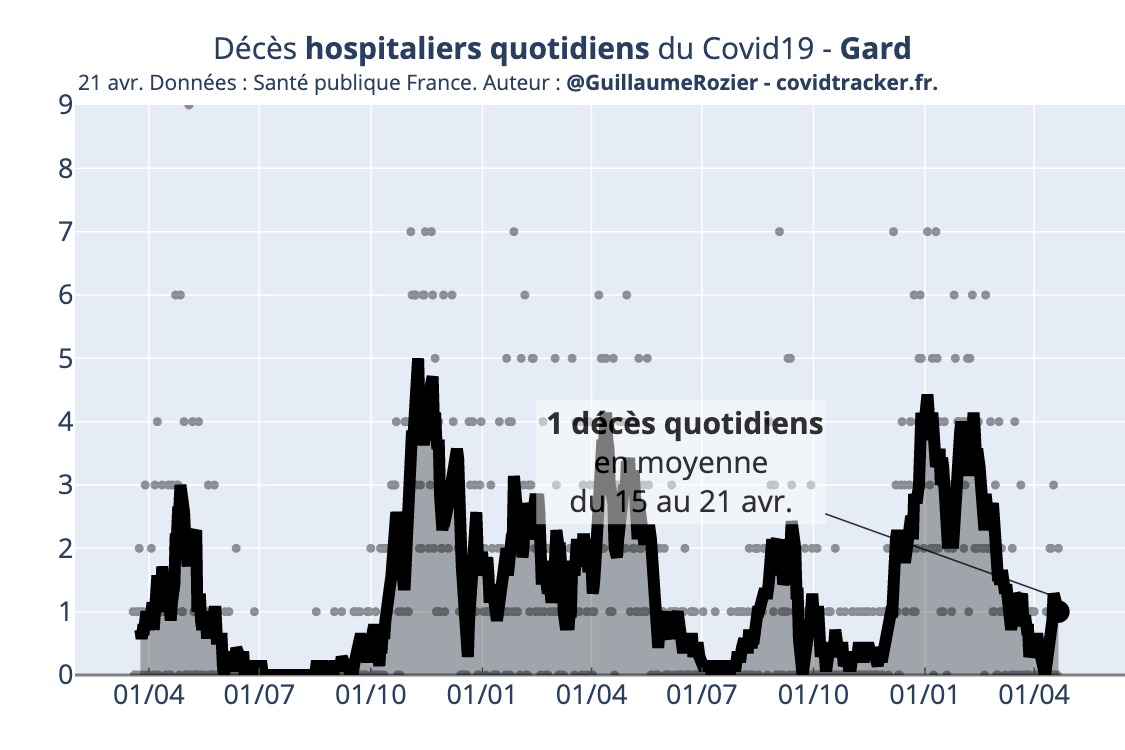 Décès hospitaliers quotidiens du Covid19 - Gard
21 avr. Données : Santé publique France. Auteur : @GuillaumeRozier - covidtracker.fr.
9
8
7
6
5
4
3
2
1
0
1 décès quotidiens
en moyenne
du 15 au 21 avr.
01/04 01/07 01/10 01/01 01/04 01/07 01/10 01/01 01/04